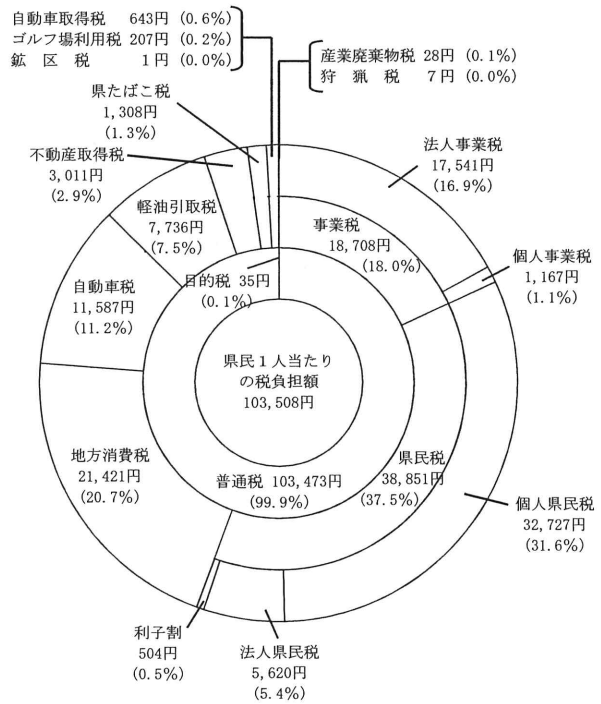 自動車取得税 643円 (0.6%)
ゴルフ場利用税 207円 (0.2%)
鉱区税 1円 (0.0%)
産業廃棄物税 28円 (0.1%)
狩猟税 7円 (0.0%)
県たばこ税
1,308円
(1.3%)
不動産取得税
3,011円
(2.9%)
軽油引取税
7,736円
(7.5%)
自動車税
11,587円
(11.2%)
地方消費税
21,421円
(20.7%)
利子割
504円
(0.5%)
法人県民税
5,620円
(5.4%)
個人県民税
32,727円
(31.6%)
個人事業税
1,167円
(1.1%)
法人事業税
17,541円
(16.9%)
事業税
18,708円
(18.0%)
県民税
38,851円
(37.5%)
目的税 35円
(0.1%)
普通税 103,473円
(99.9%)
県民1人当たり
の税負担額
103,508円